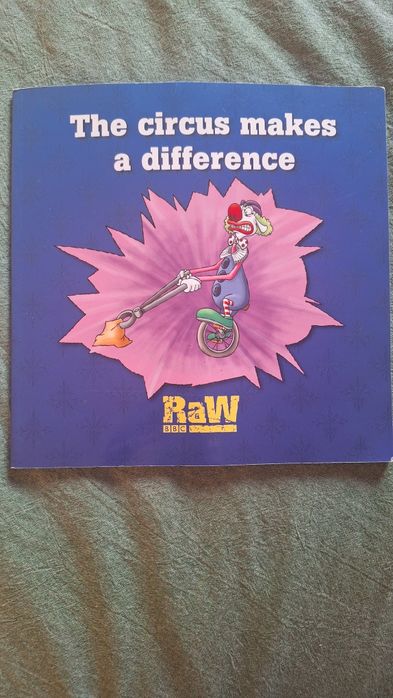 The circus makes
a difference
RaW
BBC